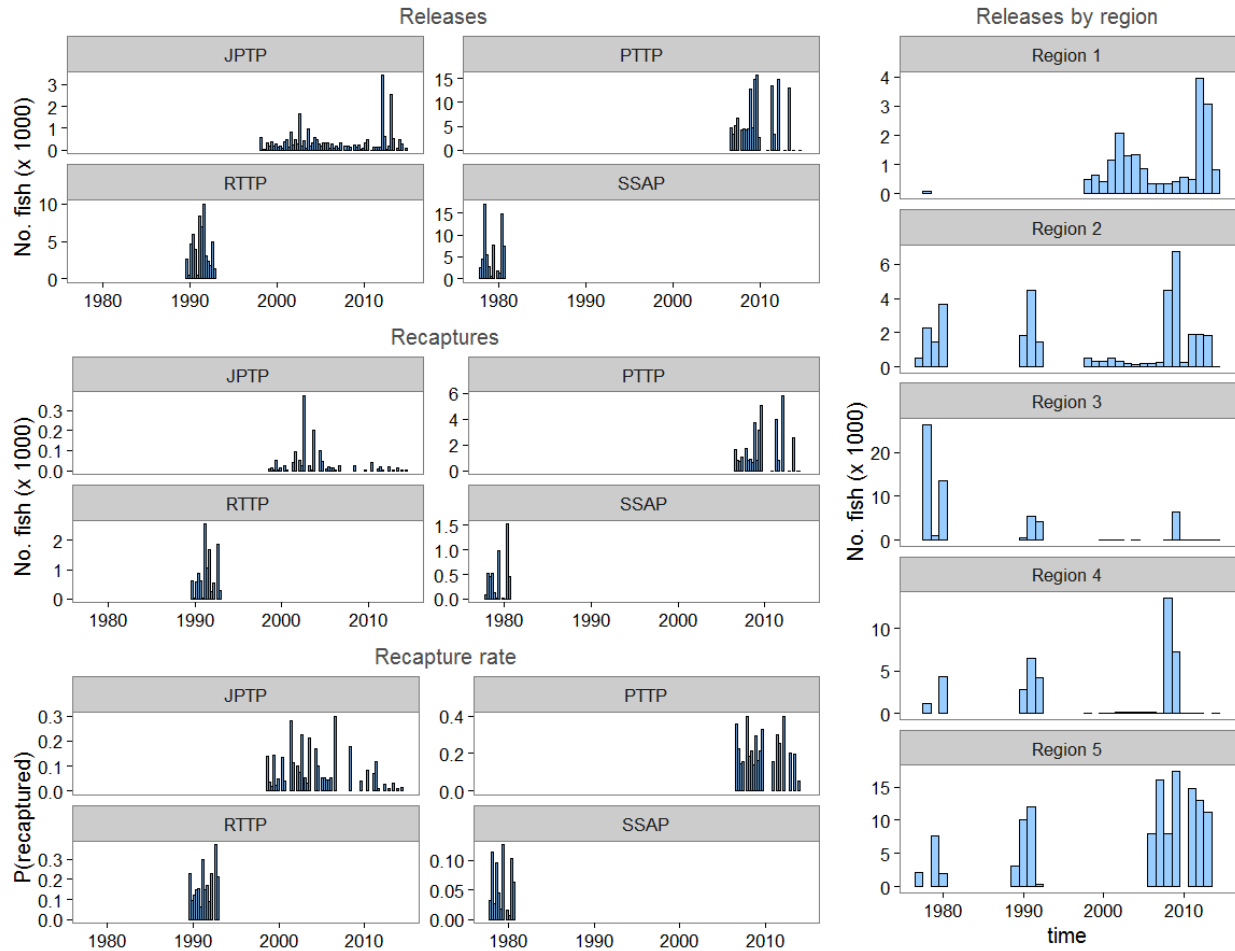 Releases
JPTP PTTP
No. fish (x 1000)
3
2
1
0
15
10
5
0
RTTP SSAP
10
5
0
15
10
5
0
1980 1990 2000 2010 1980 1990 2000 2010
Recaptures
JPTP PTTP
No. fish (x 1000)
0.3
0.2
0.1
0.0
6
4
2
0
RTTP SSAP
2
1
0
1.5
1.0
0.5
0.0
1980 1990 2000 2010 1980 1990 2000 2010
Recapture rate
JPTP PTTP
P(recaptured)
0.3
0.2
0.1
0.0
0.4
0.2
0.0
RTTP SSAP
0.3
0.2
0.1
0.0
0.10
0.05
0.00
1980 1990 2000 2010 1980 1990 2000 2010
Releases by region
No. fish (x 1000)
Region 1
4
3
2
1
0
Region 2
6
4
2
0
Region 3
20
10
0
Region 4
10
5
0
Region 5
15
10
5
0
1980 1990 2000 2010
time